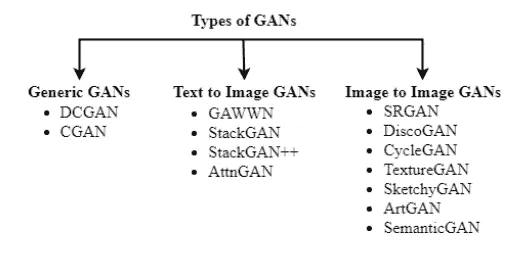 Types of GANs
Generic GANs
• DCGAN
• CGAN
Text to Image GANs
• GAWWN
• StackGAN
• StackGAN++
• AttnGAN
Image to Image GANs
• SRGAN
• DiscoGAN
• CycleGAN
• TextureGAN
• SketchyGAN
• ArtGAN
• SemanticGAN